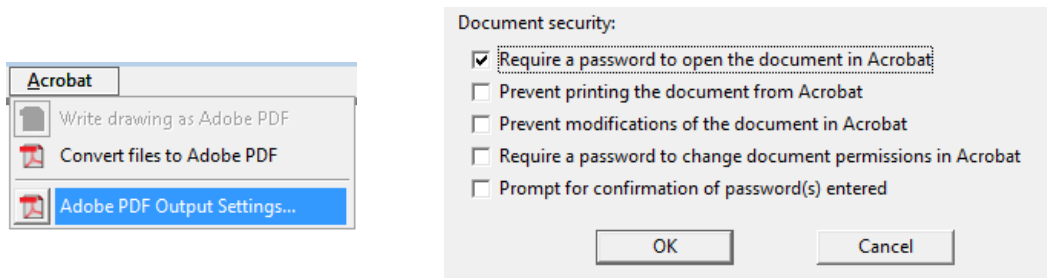 Acrobat
Write drawing as Adobe PDF
Convert files to Adobe PDF
Adobe PDF Output Settings...
Document security:
Require a password to open the document in Acrobat
Prevent printing the document from Acrobat
Prevent modifications of the document in Acrobat
Require a password to change document permissions in Acrobat
Prompt for confirmation of password(s) entered
OK Cancel